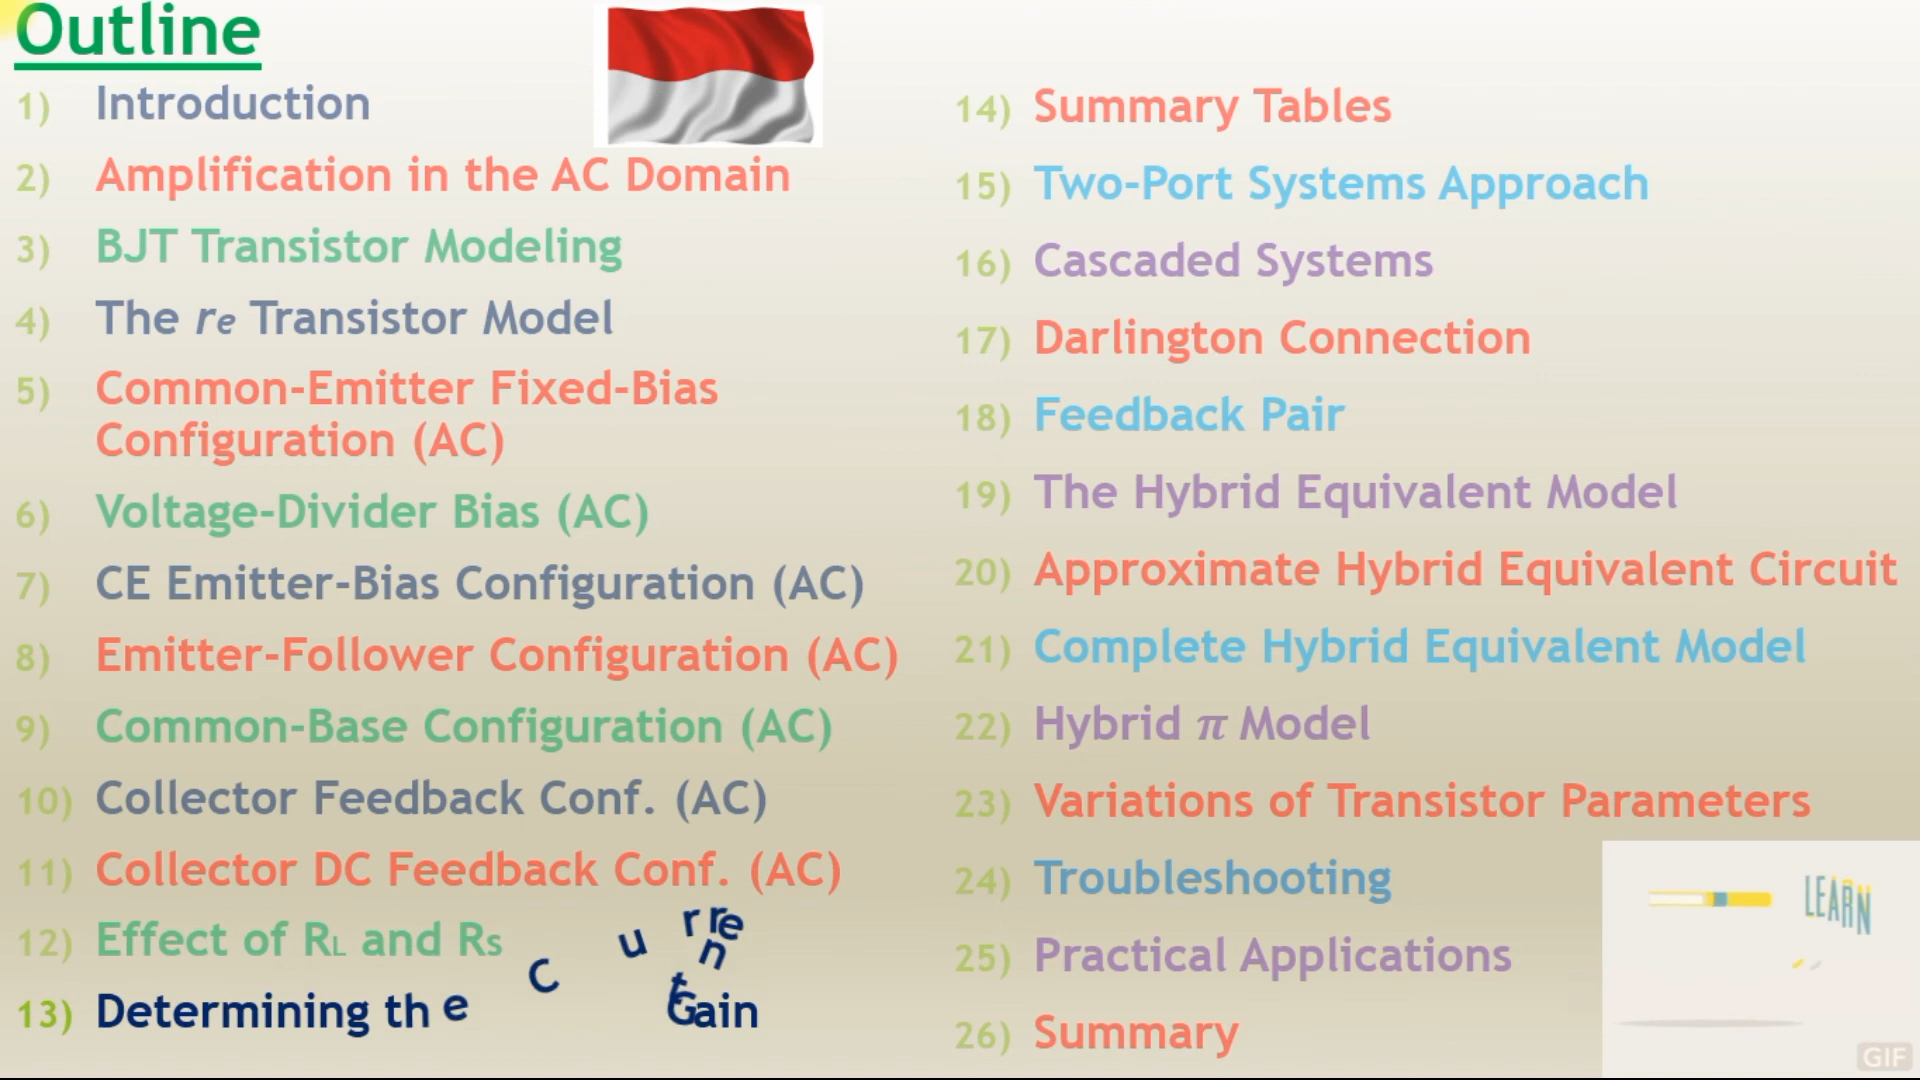 Outline
1) Introduction
2) Amplification in the AC Domain
3) BJT Transistor Modeling
4) The re Transistor Model
5) Common-Emitter Fixed-Bias
Configuration (AC)
6) Voltage-Divider Bias (AC)
7) CE Emitter-Bias Configuration (AC)
8) Emitter-Follower Configuration (AC)
9) Common-Base Configuration (AC)
10) Collector Feedback Conf. (AC)
11) Collector DC Feedback Conf. (AC)
12) Effect of RL and Rs
13) Determining the Current Gain
14) Summary Tables
15) Two-Port Systems Approach
16) Cascaded Systems
17) Darlington Connection
18) Feedback Pair
19) The Hybrid Equivalent Model
20) Approximate Hybrid Equivalent Circuit
21) Complete Hybrid Equivalent Model
22) Hybrid π Model
23) Variations of Transistor Parameters
24) Troubleshooting
25) Practical Applications
26) Summary
LEARN
GIF